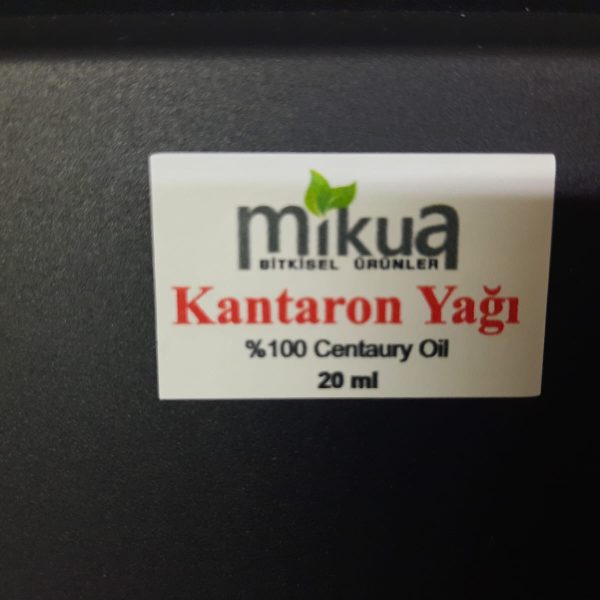 mikua
BİTKİSEL ÜRÜNLER
Kantaron Yağı
%100 Centaury Oil
20 ml